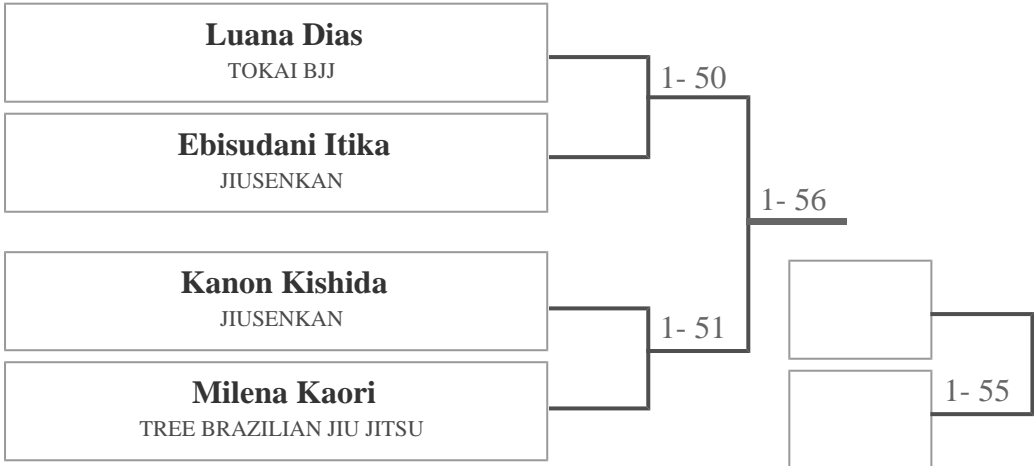 Luana Dias
TOKAI BJJ
1- 50
Ebisudani Itika
JIUSENKAN
1- 56
Kanon Kishida
JIUSENKAN
1- 51
Milena Kaori
TREE BRAZILIAN JIU JITSU
1- 55